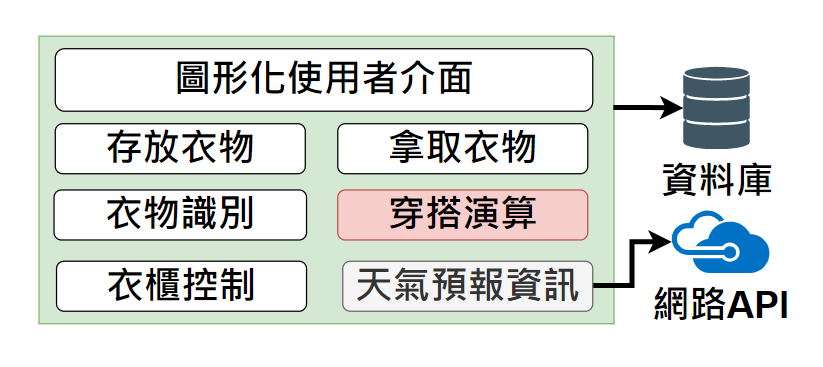 圖形化使用者介面
存放衣物
拿取衣物
衣物識別
穿搭演算
衣櫃控制
天氣預報資訊
資料庫
網路API